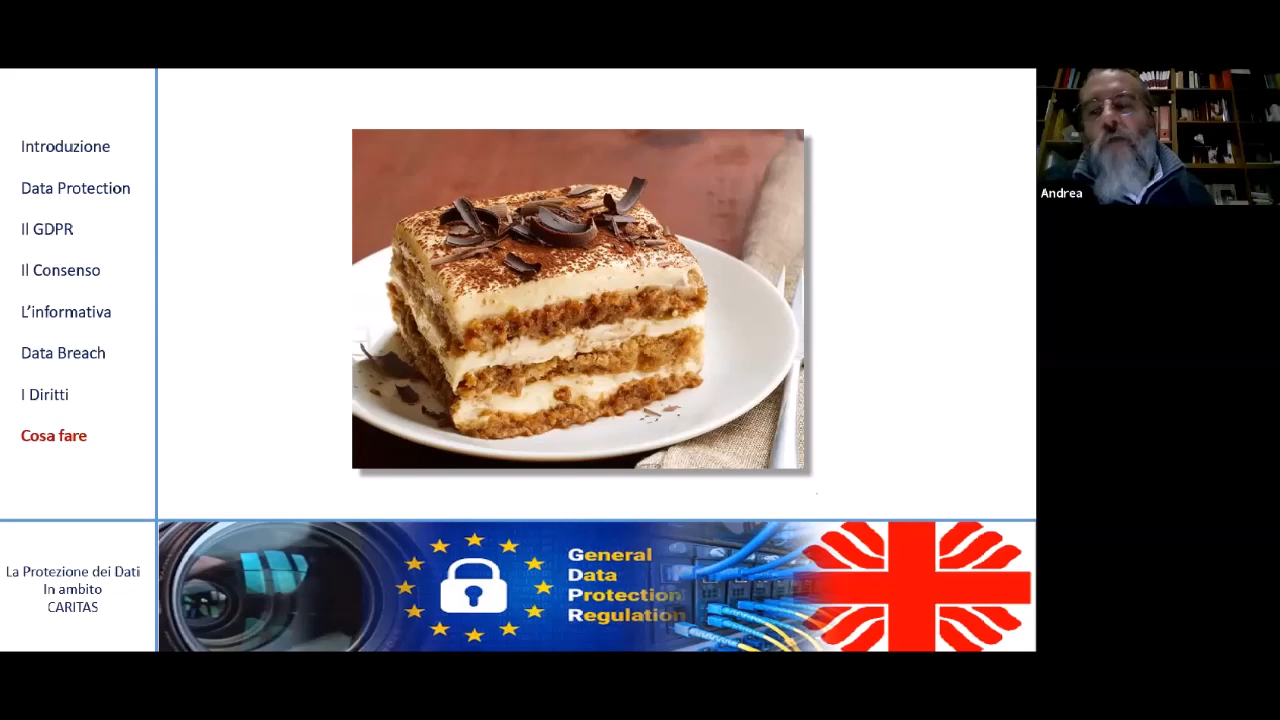 Introduzione
Data Protection
Il GDPR
Il Consenso
L'informativa
Data Breach
I Diritti
Cosa fare
La Protezione dei Dati
In ambito
CARITAS
General
Data
Protection
Regulation
Andrea